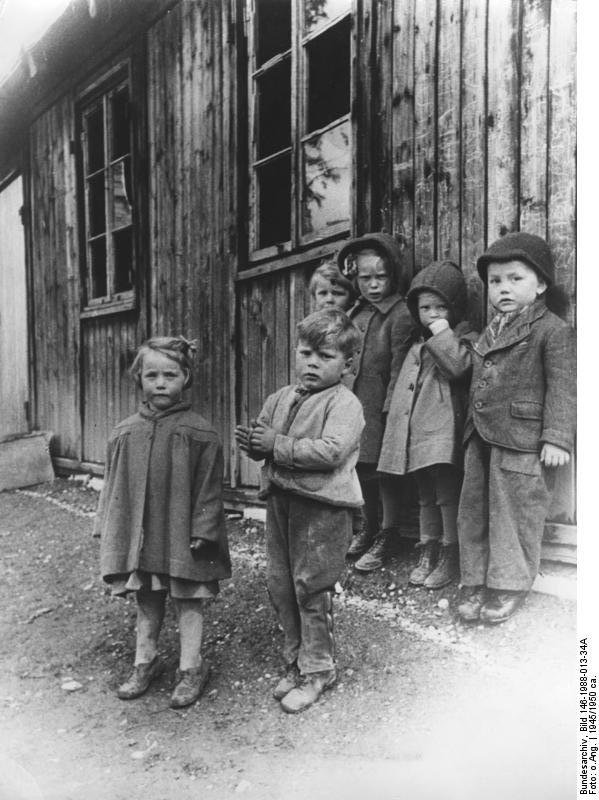 Bundesarchiv, Bild 146-1988-013-34A
Foto: o.Ang. | 1945/1950 ca.